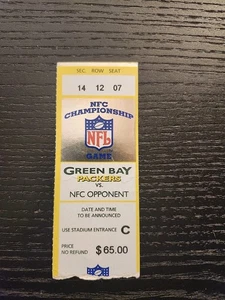 SEC. ROW SEAT
14 12 07
NFC CHAMPIONSHIP
NFL
GAME
GREEN BAY
PACKERS
VS.
NFC OPPONENT
DATE AND TIME
TO BE ANNOUNCED
USE STADIUM ENTRANCE C
PRICE
NO REFUND $65.00